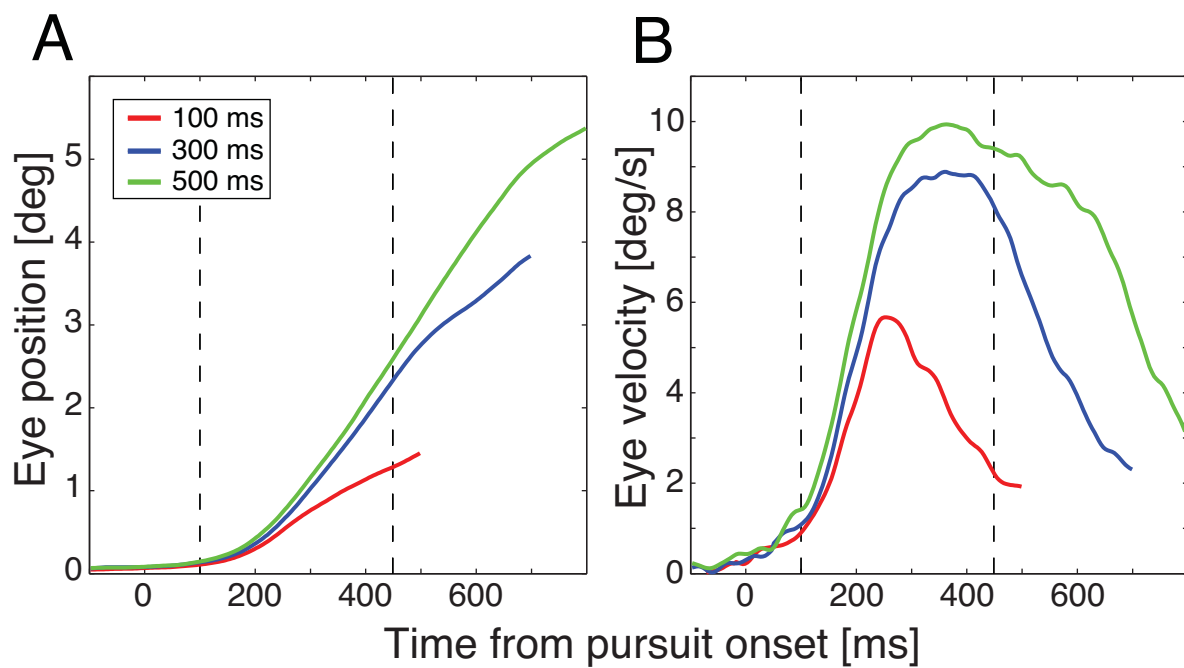 A
B
100 ms
300 ms
500 ms
Eye position [deg]
5
4
3
2
1
0
0 200 400 600
Eye velocity [deg/s]
10
8
6
4
2
0
0 200 400 600
Time from pursuit onset [ms]